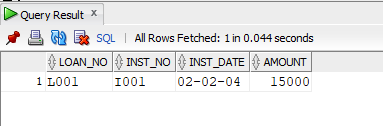 Query Result x
SQL | All Rows Fetched: 1 in 0.044 seconds
LOAN_NO INST_NO INST_DATE AMOUNT
1 L001 I001 02-02-04 15000